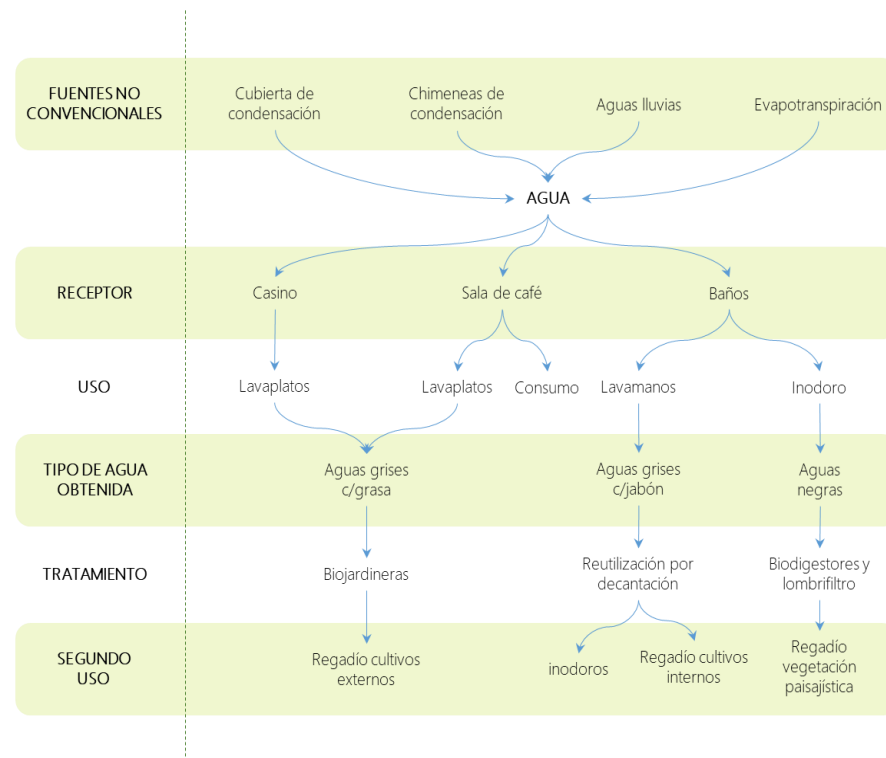 FUENTES NO
CONVENCIONALES
Cubierta de
condensación
Chimeneas de
condensación
Aguas lluvias
Evapotranspiración
AGUA
RECEPTOR
Casino
Sala de café
Baños
USO
Lavaplatos
Lavaplatos
Consumo
Lavamanos
Inodoro
TIPO DE AGUA
OBTENIDA
Aguas grises
c/grasa
Aguas grises
c/jabón
Aguas
negras
TRATAMIENTO
Biojardineras
Reutilización por
decantación
Biodigestores y
lombrifiltro
SEGUNDO
USO
Regadío cultivos
externos
inodoros
Regadío cultivos
internos
Regadío
vegetación
paisajística